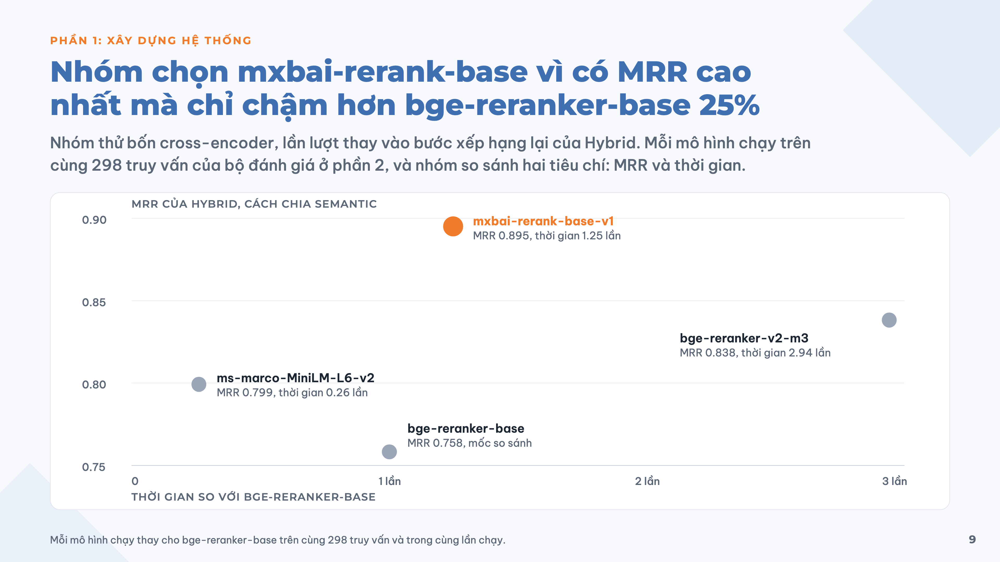 PHẦN 1: XÂY DỰNG HỆ THỐNG
Nhóm chọn mxbai-rerank-base vì có MRR cao
nhất mà chỉ chậm hơn bge-reranker-base 25%
Nhóm thử bốn cross-encoder, lần lượt thay vào bước xếp hạng lại của Hybrid. Mỗi mô hình chạy trên
cùng 298 truy vấn của bộ đánh giá ở phần 2, và nhóm so sánh hai tiêu chí: MRR và thời gian.
MRR CỦA HYBRID, CÁCH CHIA SEMANTIC
0.90
mxbai-rerank-base-v1
MRR 0.895, thời gian 1.25 lần
0.85
bge-reranker-v2-m3
MRR 0.838, thời gian 2.94 lần
0.80
ms-marco-MiniLM-L6-v2
MRR 0.799, thời gian 0.26 lần
bge-reranker-base
MRR 0.758, mốc so sánh
0.75
0
1 lần
2 lần
3 lần
THỜI GIAN SO VỚI BGE-RERANKER-BASE
Mỗi mô hình chạy thay cho bge-reranker-base trên cùng 298 truy vấn và trong cùng lần chạy.
9